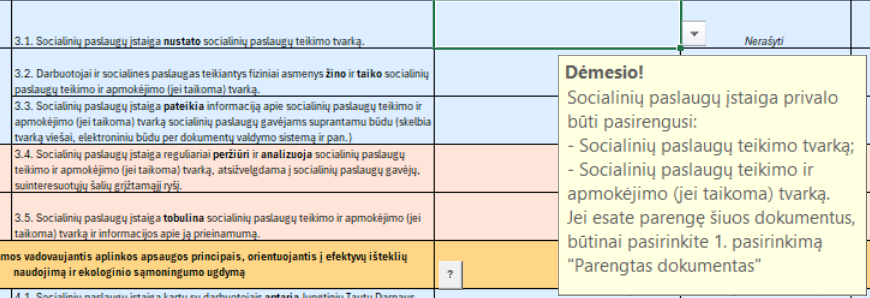 3.1. Socialinių paslaugų įstaiga nustato socialinių paslaugų teikimo tvarką.
Nerašyti
3.2. Darbuotojai ir socialines paslaugas teikiantys fiziniai asmenys žino ir taiko socialinių
paslaugų teikimo ir apmokėjimo (jei taikoma) tvarką.
3.3. Socialinių paslaugų įstaiga pateikia informaciją apie socialinių paslaugų teikimo ir
apmokėjimo (jei taikoma) tvarką socialinių paslaugų gavėjams suprantamu būdu (skelbia
tvarką viešai, elektroniniu būdu per dokumentų valdymo sistemą ir pan.)
3.4. Socialinių paslaugų įstaiga reguliariai peržiūri ir analizuoja socialinių paslaugų
teikimo ir apmokėjimo (jei taikoma) tvarką, atsižvelgdama į socialinių paslaugų gavėjų,
suinteresuotųjų šalių grįžtamąjį ryšį.
3.5. Socialinių paslaugų įstaiga tobulina socialinių paslaugų teikimo ir apmokėjimo (jei
taikoma) tvarką ir informacijos apie ją prieinamumą.
mos vadovaujantis aplinkos apsaugos principais, orientuojantis į efektyvų išteklių
naudojimą ir ekologinio sąmoningumo ugdymą
?
4.1. Socialinių paslaugų įstaiga kartu su darbuotojais aptaria Jungtinių Tautų Darnaus
Dėmesio!
Socialinių paslaugų įstaiga privalo
būti pasirengusi:
- Socialinių paslaugų teikimo tvarką;
- Socialinių paslaugų teikimo ir
apmokėjimo (jei taikoma) tvarką.
Jei esate parengę šiuos dokumentus,
būtinai pasirinkite 1. pasirinkimą
"Parengtas dokumentas"